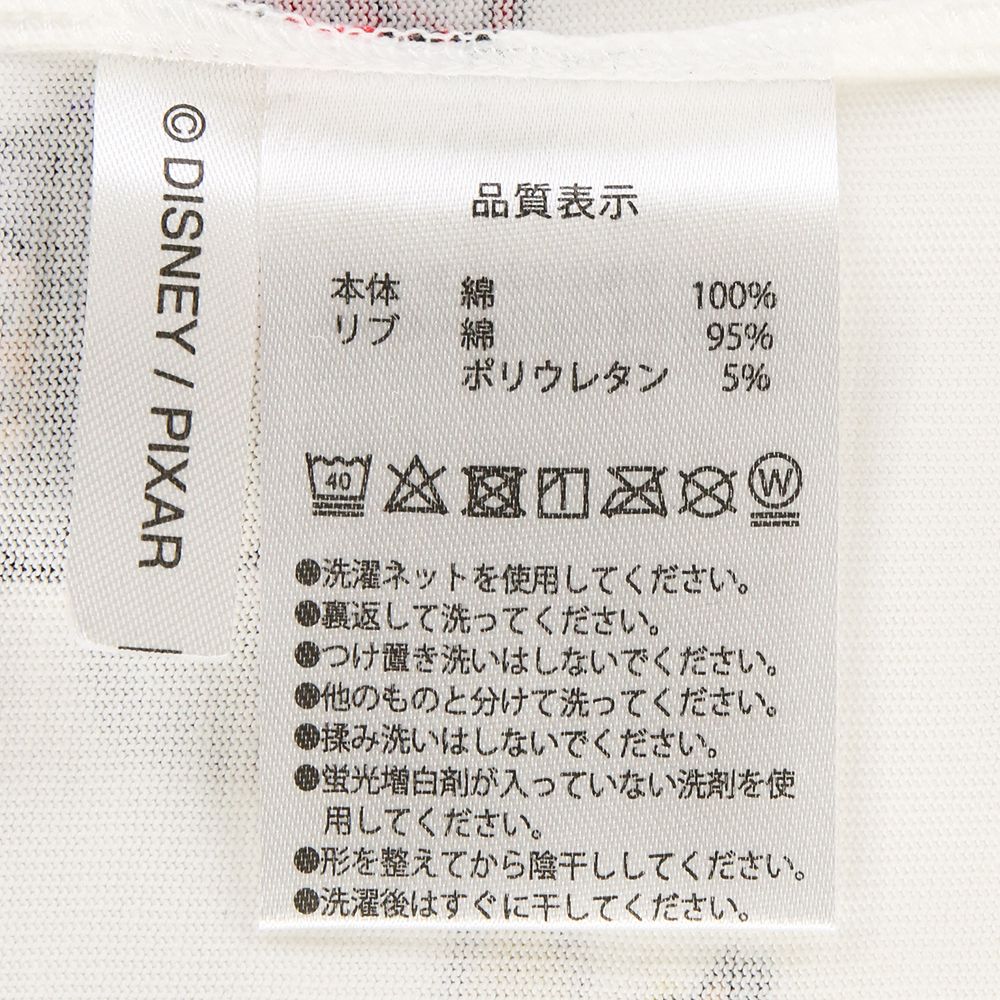 © DISNEY / PIXAR
品質表示
本体 綿 100%
リブ 綿 95%
ポリウレタン 5%
40 W
●洗濯ネットを使用してください。
●裏返して洗ってください。
●つけ置き洗いはしないでください。
●他のものと分けて洗ってください。
●揉み洗いはしないでください。
●蛍光増白剤が入っていない洗剤を使
用してください。
●形を整えてから陰干ししてください。
●洗濯後はすぐに干してください。